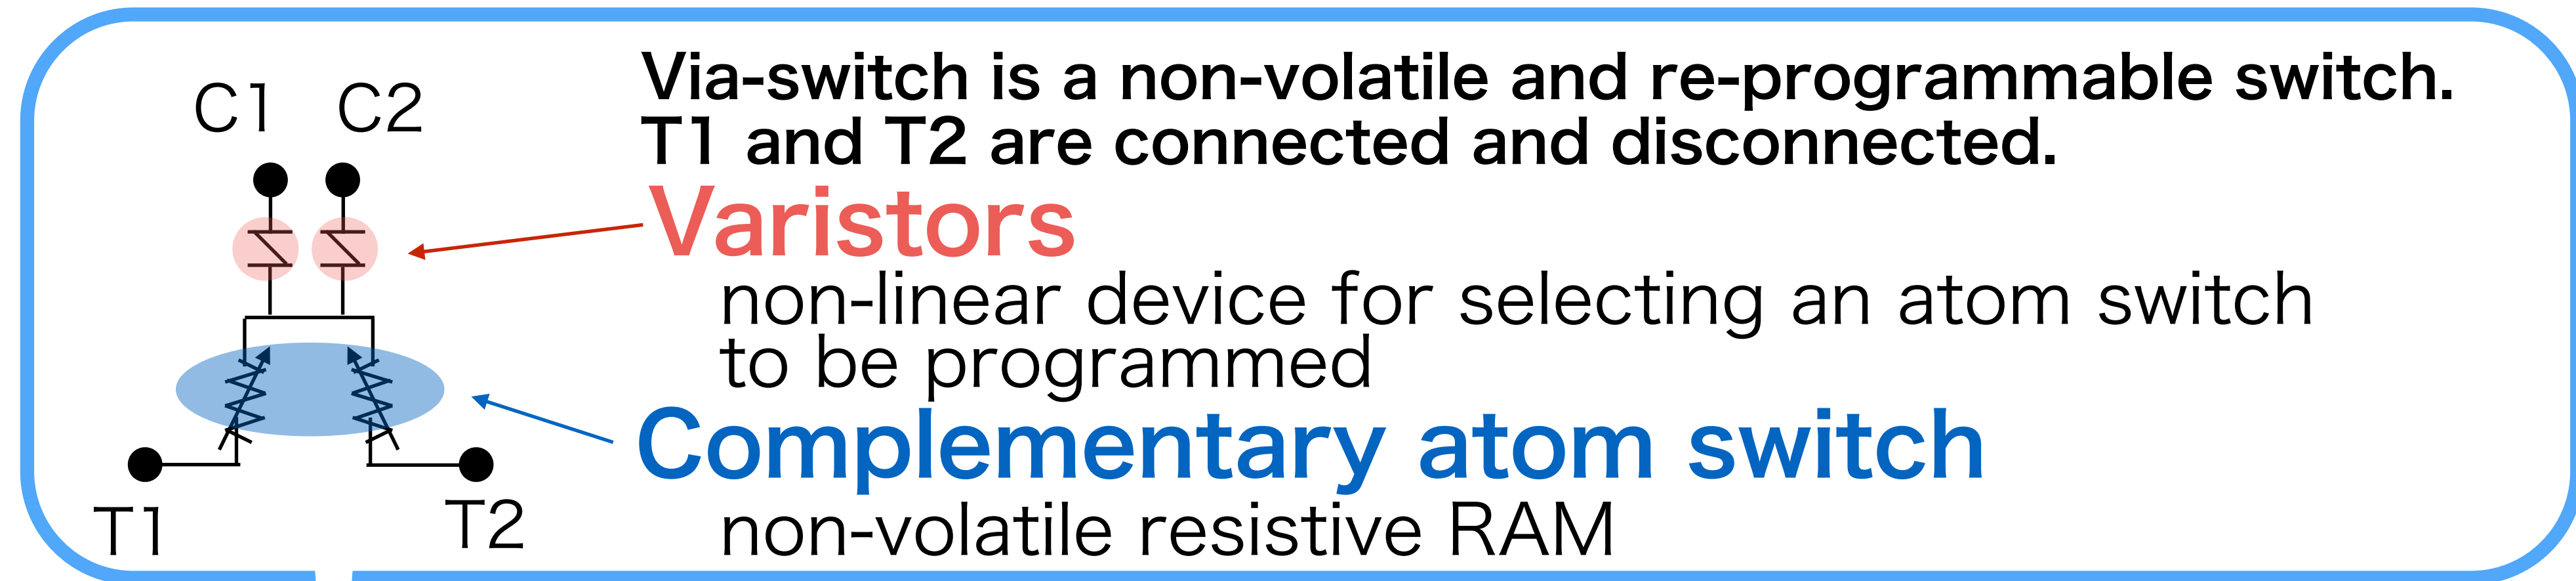 C1 C2
Via-switch is a non-volatile and re-programmable switch.
T1 and T2 are connected and disconnected.
Varistors
non-linear device for selecting an atom switch
to be programmed
Complementary atom switch
non-volatile resistive RAM
T1 T2